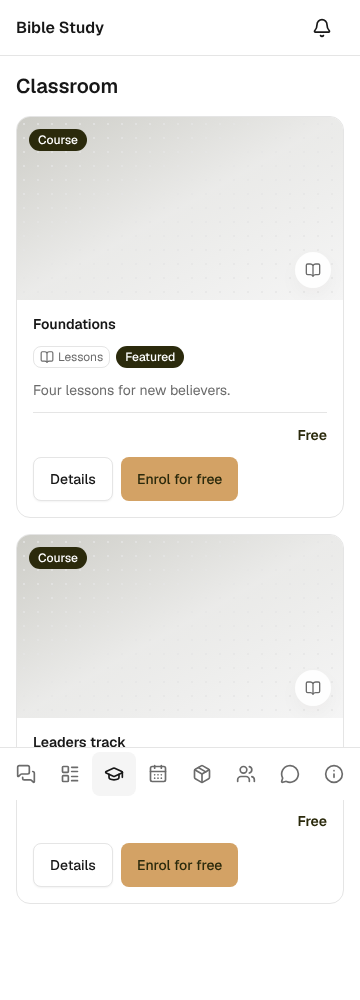 Bible Study
Classroom
Course
Foundations
Lessons
Featured
Four lessons for new believers.
Free
Details
Enrol for free
Course
Leaders track
Free
Details
Enrol for free